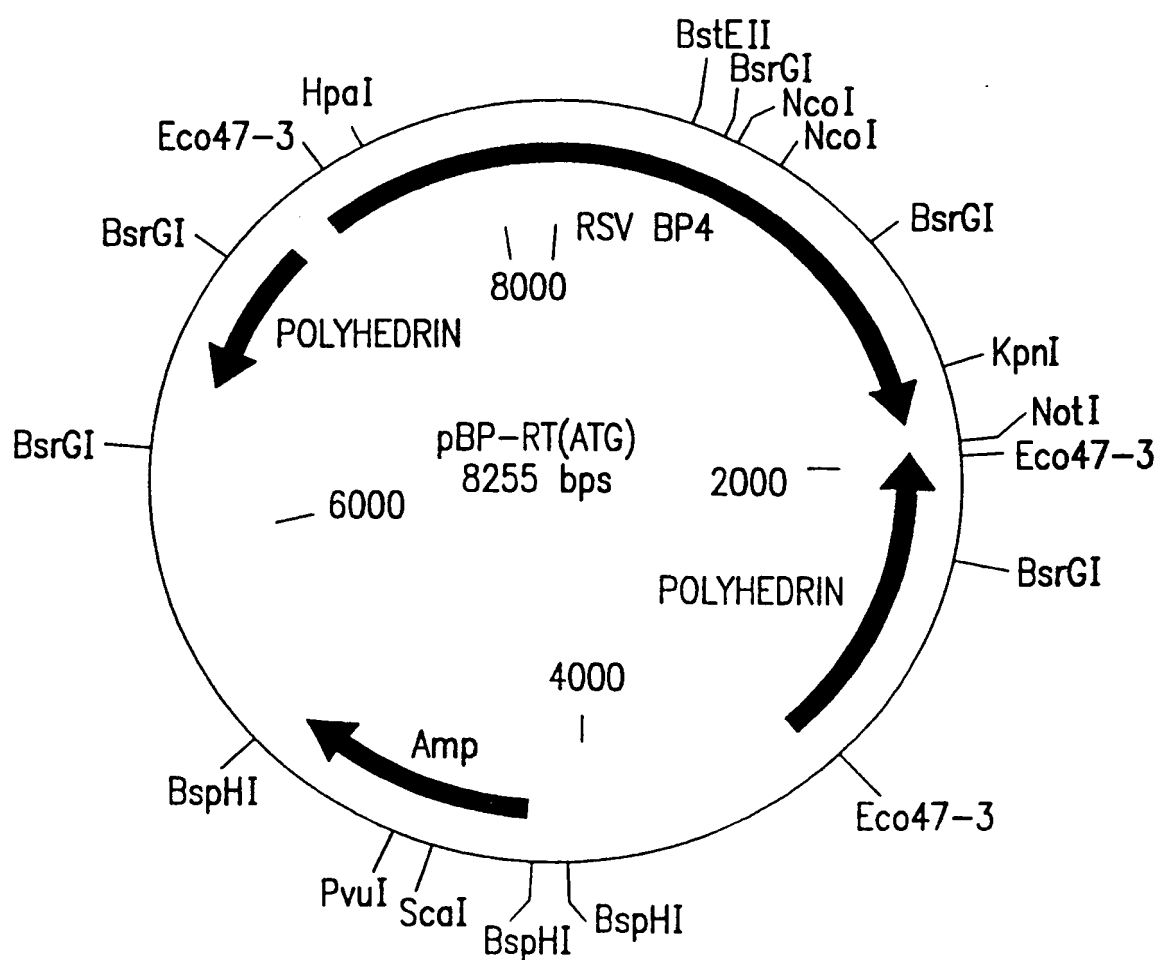 BstEII
BsrGI
NcoI
NcoI
HpaI
Eco47-3
BsrGI
BsrGI
RSV BP4
8000
POLYHEDRIN
KpnI
NotI
Eco47-3
BsrGI
pBP-RT(ATG)
8255 bps
2000
6000
BsrGI
POLYHEDRIN
4000
Amp
BspHI
Eco47-3
PvuI
ScaI
BspHI
BspHI